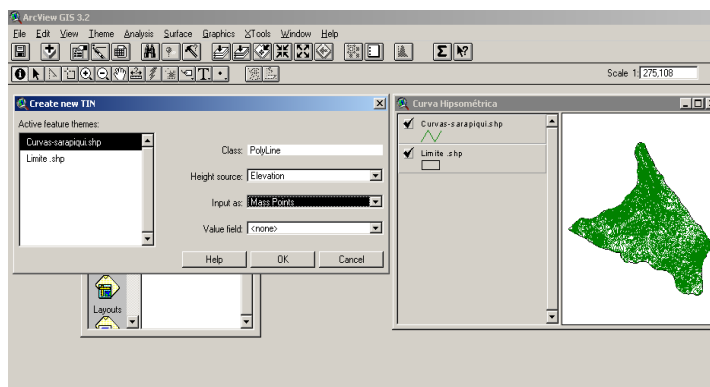 ArcView GIS 3.2
File Edit View Theme Analysis Surface Graphics XTools Window Help
Scale 1: 275,108
Create new TIN
Active feature themes:
Curvas-sarapiqui.shp
Limite .shp
Class: PolyLine
Height source: Elevation
Input as: Mass Points
Value field: <none>
Help OK Cancel
Layouts
Curva Hipsométrica
Curvas-sarapiqui.shp
Limite .shp